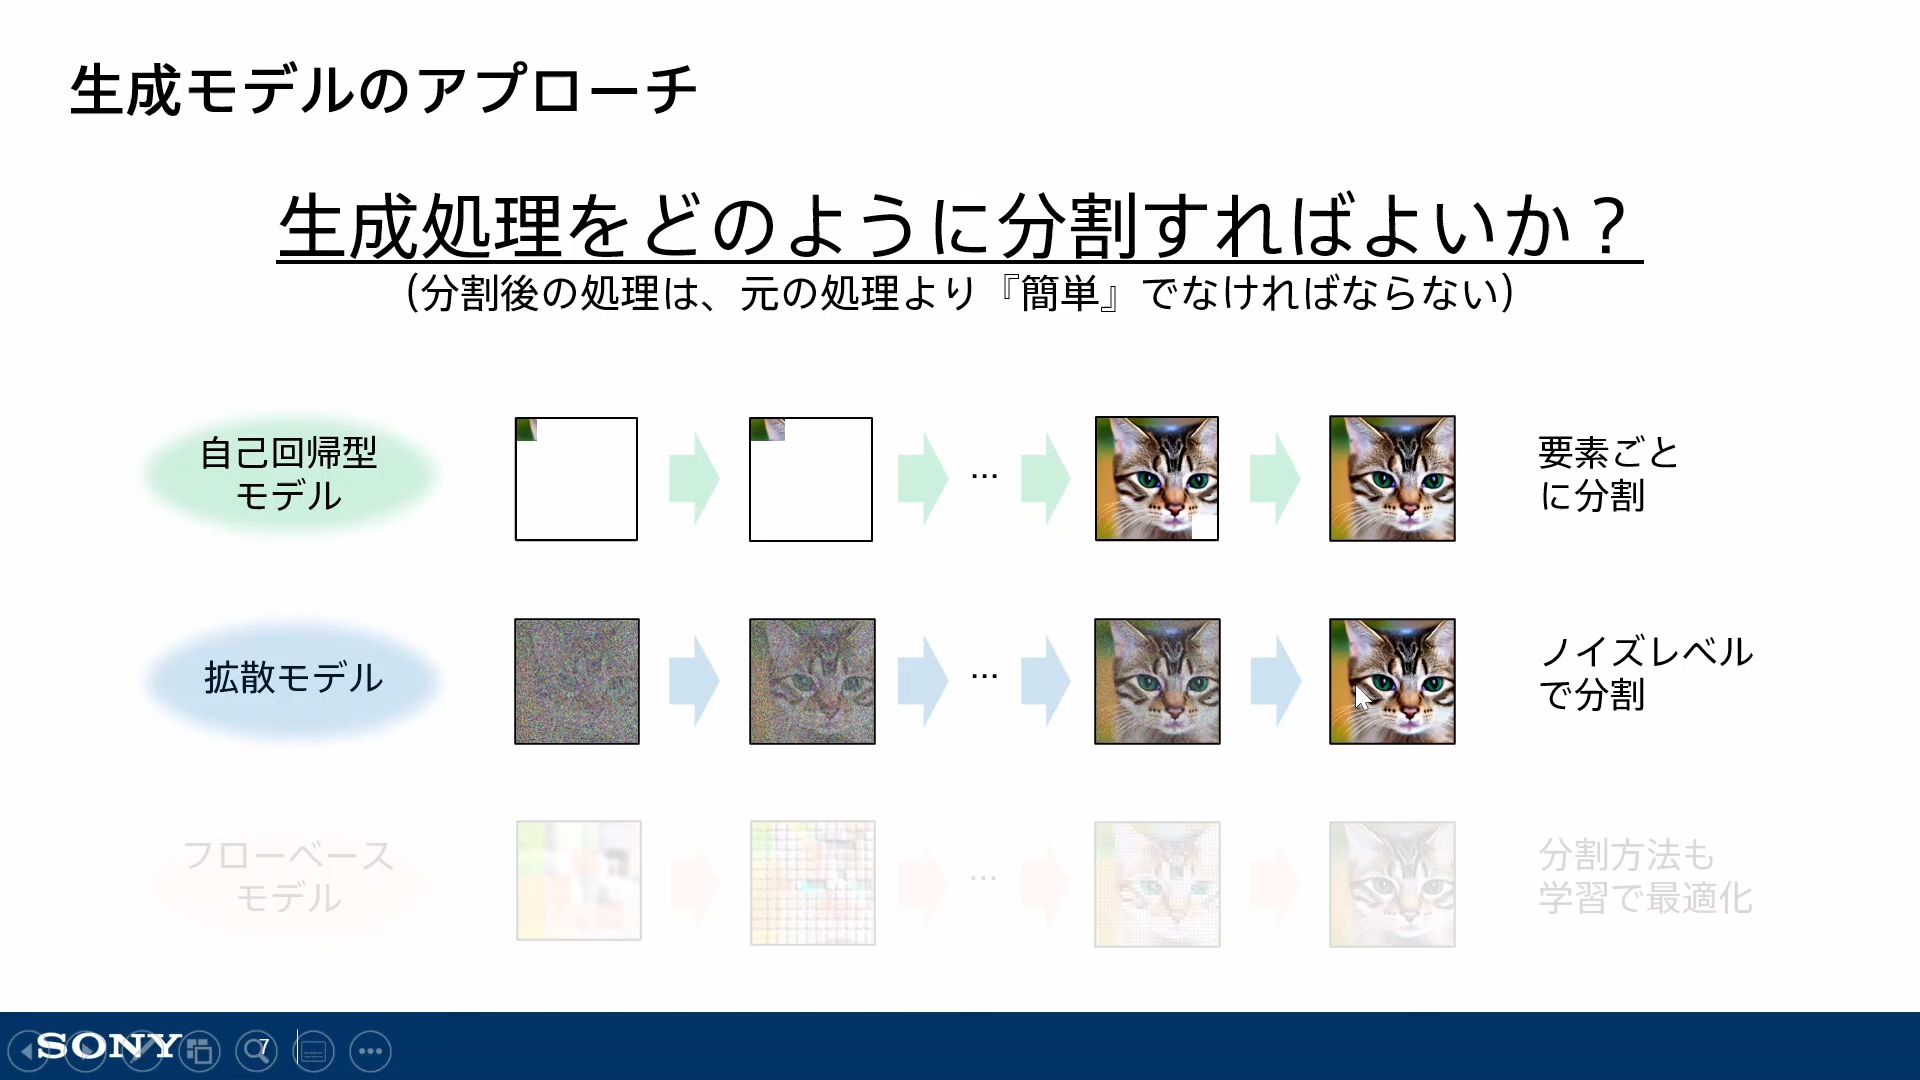 生成モデルのアプローチ
生成処理をどのように分割すればよいか？
(分割後の処理は、元の処理より『簡単』でなければならない)
自己回帰型
モデル
…
要素ごと
に分割
拡散モデル
…
ノイズレベル
で分割
フローベース
モデル
…
分割方法も
学習で最適化
SONY
7